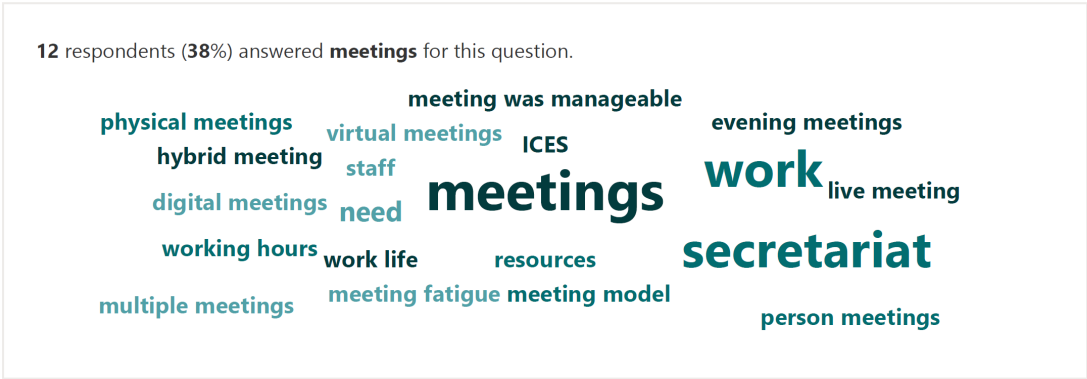 12 respondents (38%) answered meetings for this question.
meeting was manageable
physical meetings
virtual meetings
evening meetings
hybrid meeting
ICES
staff
work
meetings
live meeting
digital meetings
need
working hours
work life
resources
secretariat
multiple meetings
meeting fatigue
meeting model
person meetings